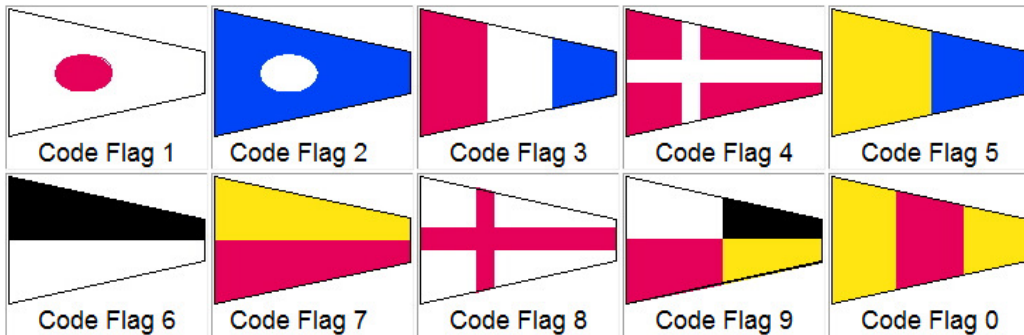 Code Flag 1
Code Flag 2
Code Flag 3
Code Flag 4
Code Flag 5
Code Flag 6
Code Flag 7
Code Flag 8
Code Flag 9
Code Flag 0